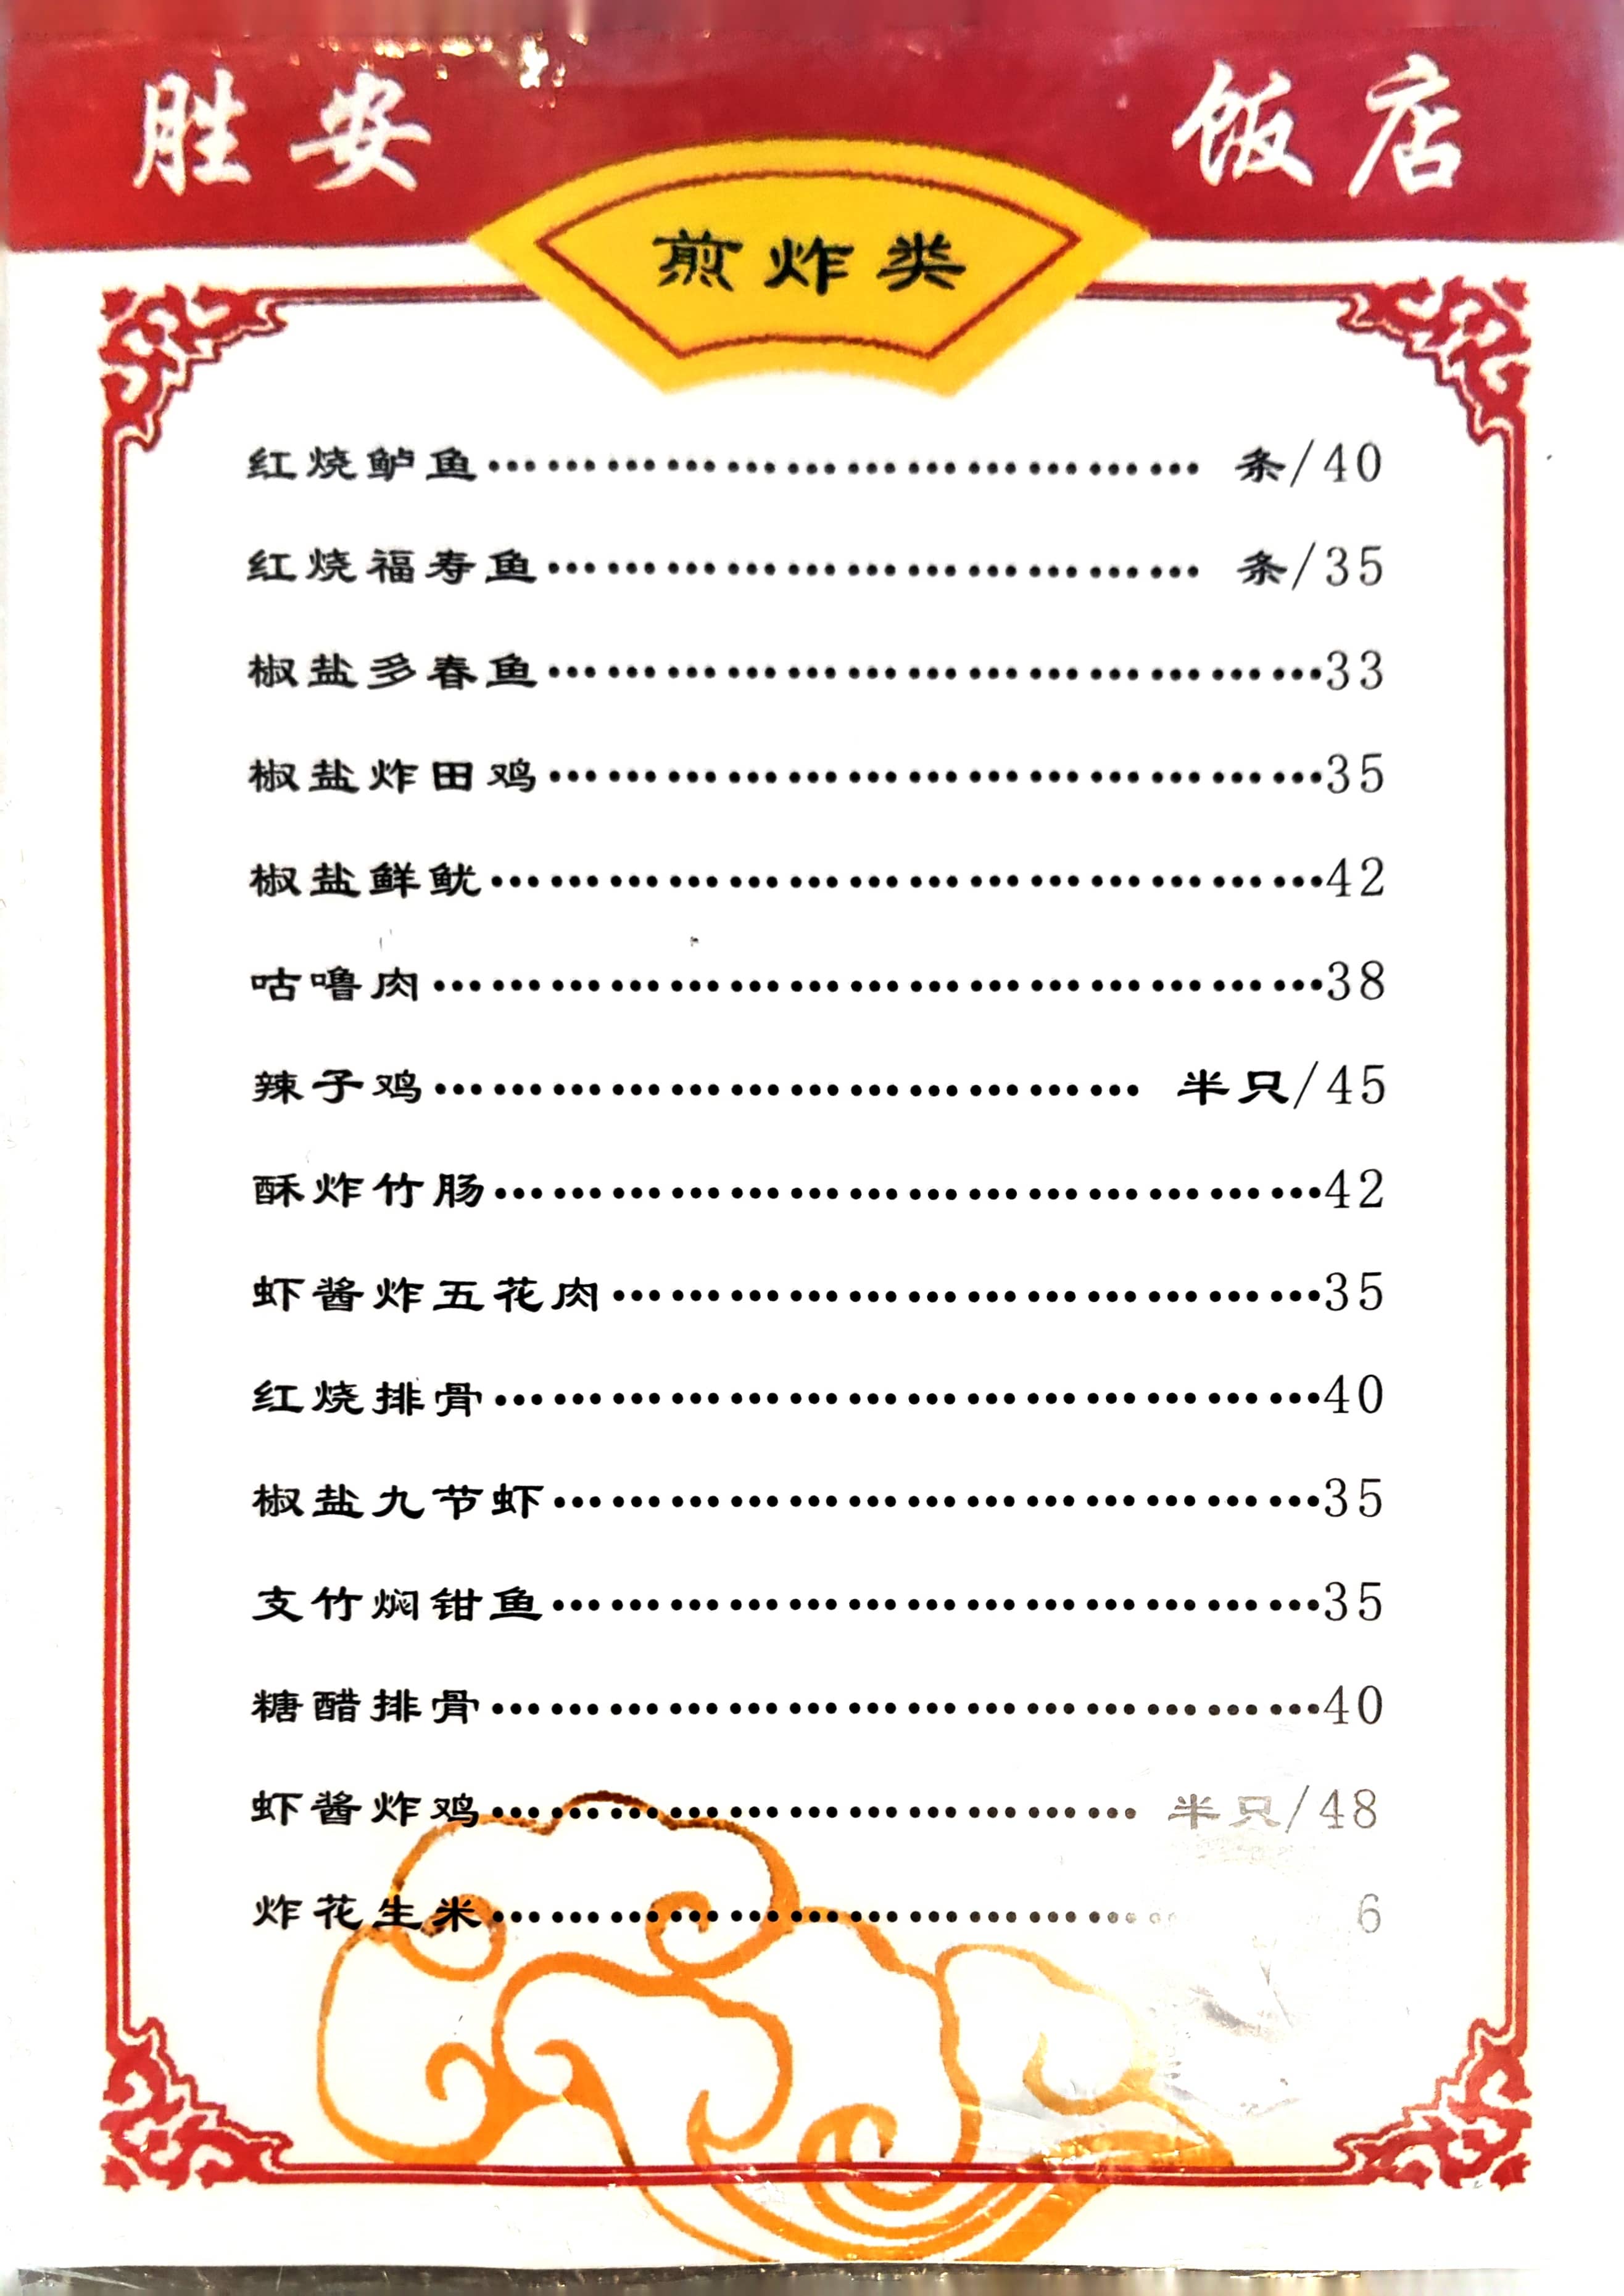 胜安 饭店
煎炸类
红烧鲈鱼…………………………………… 条/40
红烧福寿鱼………………………………… 条/35
椒盐多春鱼……………………………………33
椒盐炸田鸡……………………………………35
椒盐鲜鱿………………………………………42
咕噜肉…………………………………………38
辣子鸡………………………………… 半只/45
酥炸竹肠………………………………………42
虾酱炸五花肉…………………………………35
红烧排骨………………………………………40
椒盐九节虾……………………………………35
支竹焖钳鱼……………………………………35
糖醋排骨………………………………………40
虾酱炸鸡……………………………… 半只/48
炸花生米……………………………… 6